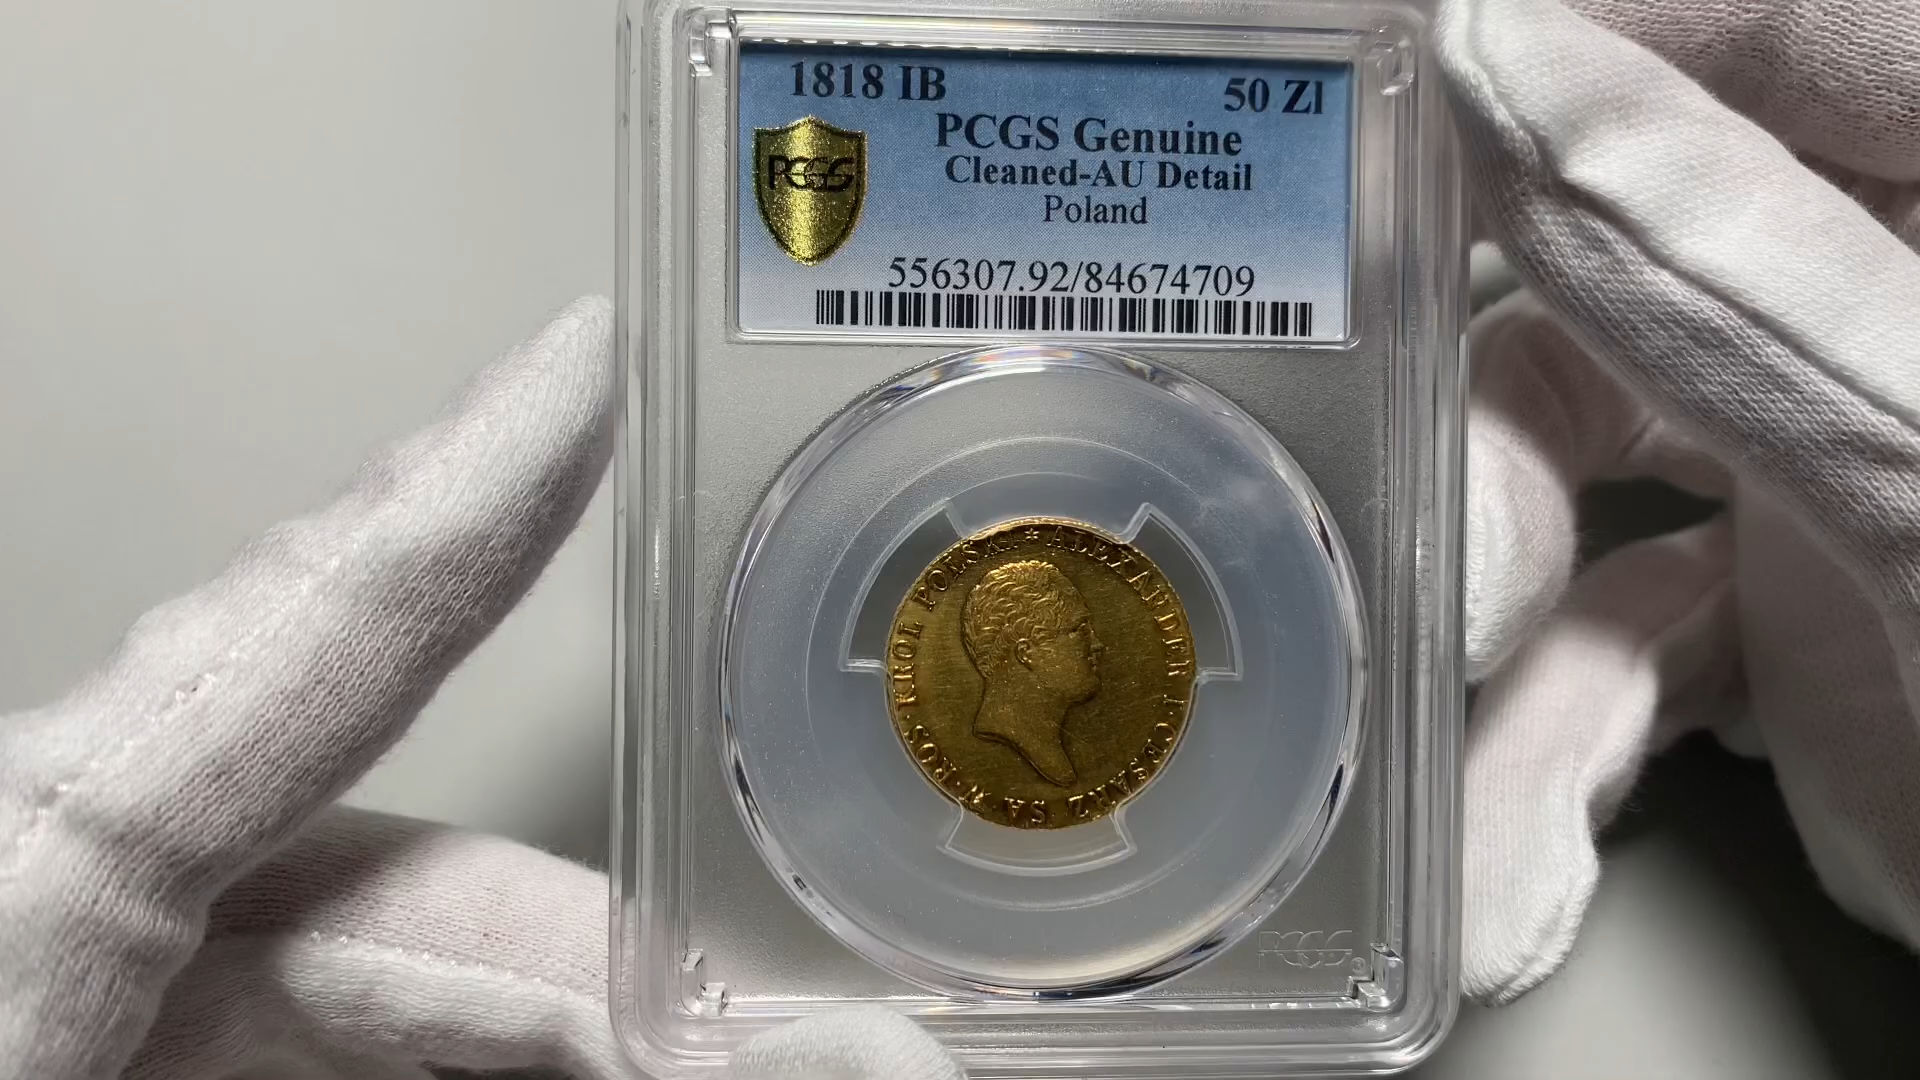 1818 IB 50 Zl
PCGS Genuine
Cleaned-AU Detail
Poland
PCGS
556307.92/84674709
ALEXANDER I·CESARZ SA·W·ROS·KROL POLSKI *
PCGS